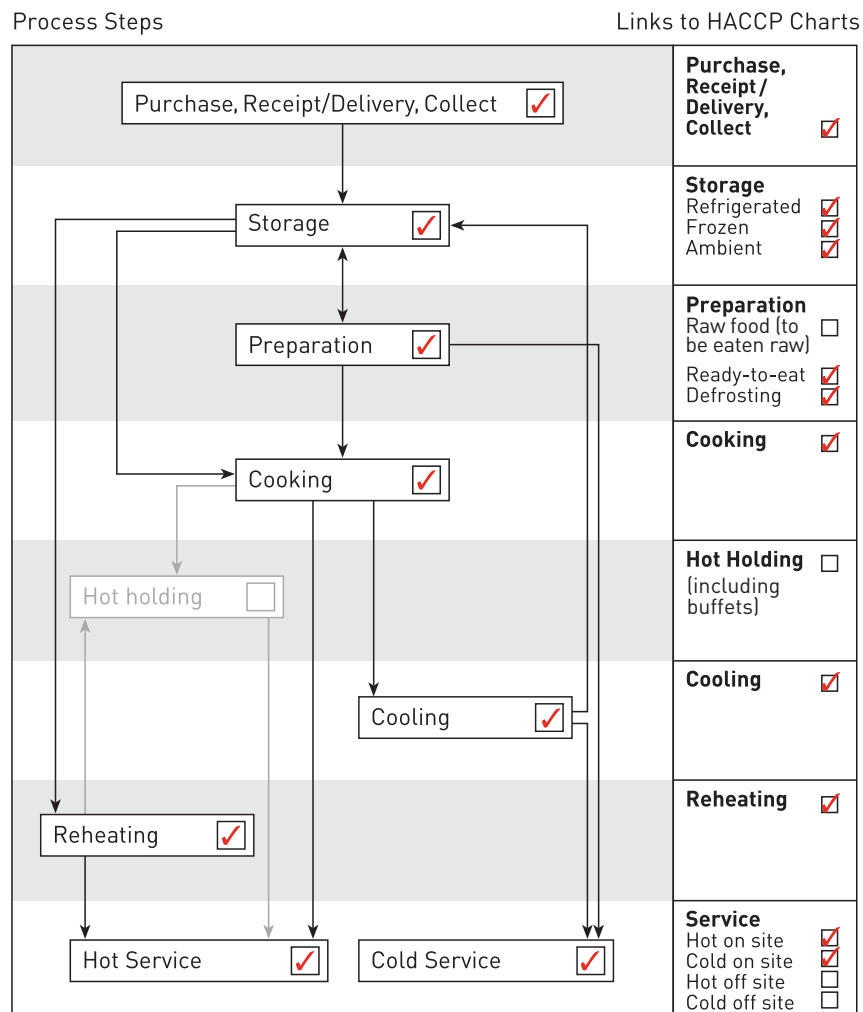 Process Steps
Links to HACCP Charts
Purchase, Receipt/Delivery, Collect
Purchase,
Receipt/
Delivery,
Collect
Storage
Storage
Refrigerated
Frozen
Ambient
Preparation
Preparation
Raw food (to
be eaten raw)
Ready-to-eat
Defrosting
Cooking
Cooking
Hot holding
Hot Holding
(including
buffets)
Cooling
Cooling
Reheating
Reheating
Hot Service
Cold Service
Service
Hot on site
Cold on site
Hot off site
Cold off site